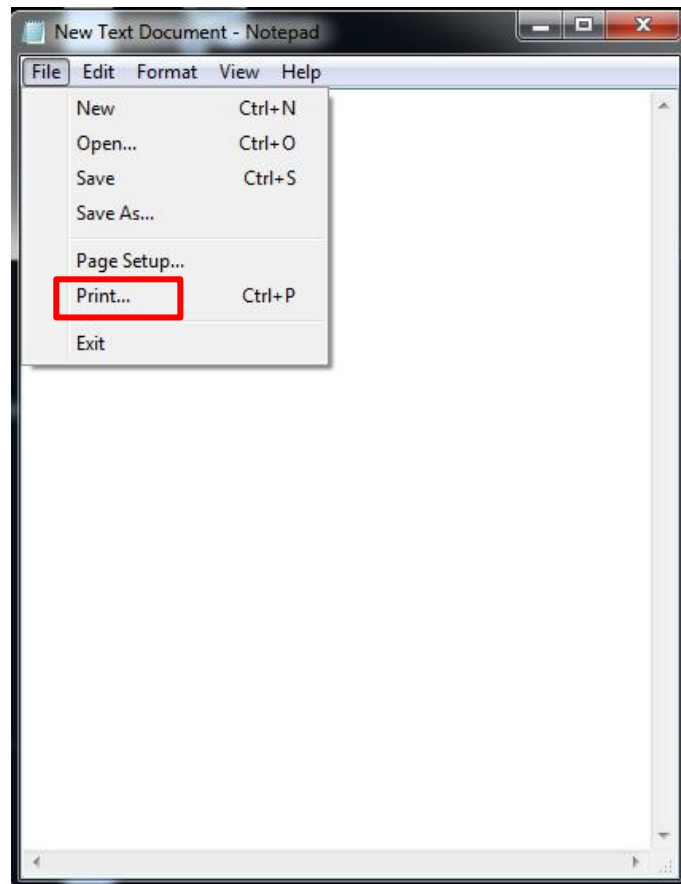 New Text Document - Notepad
File Edit Format View Help
New Ctrl+N
Open... Ctrl+O
Save Ctrl+S
Save As...
Page Setup...
Print... Ctrl+P
Exit